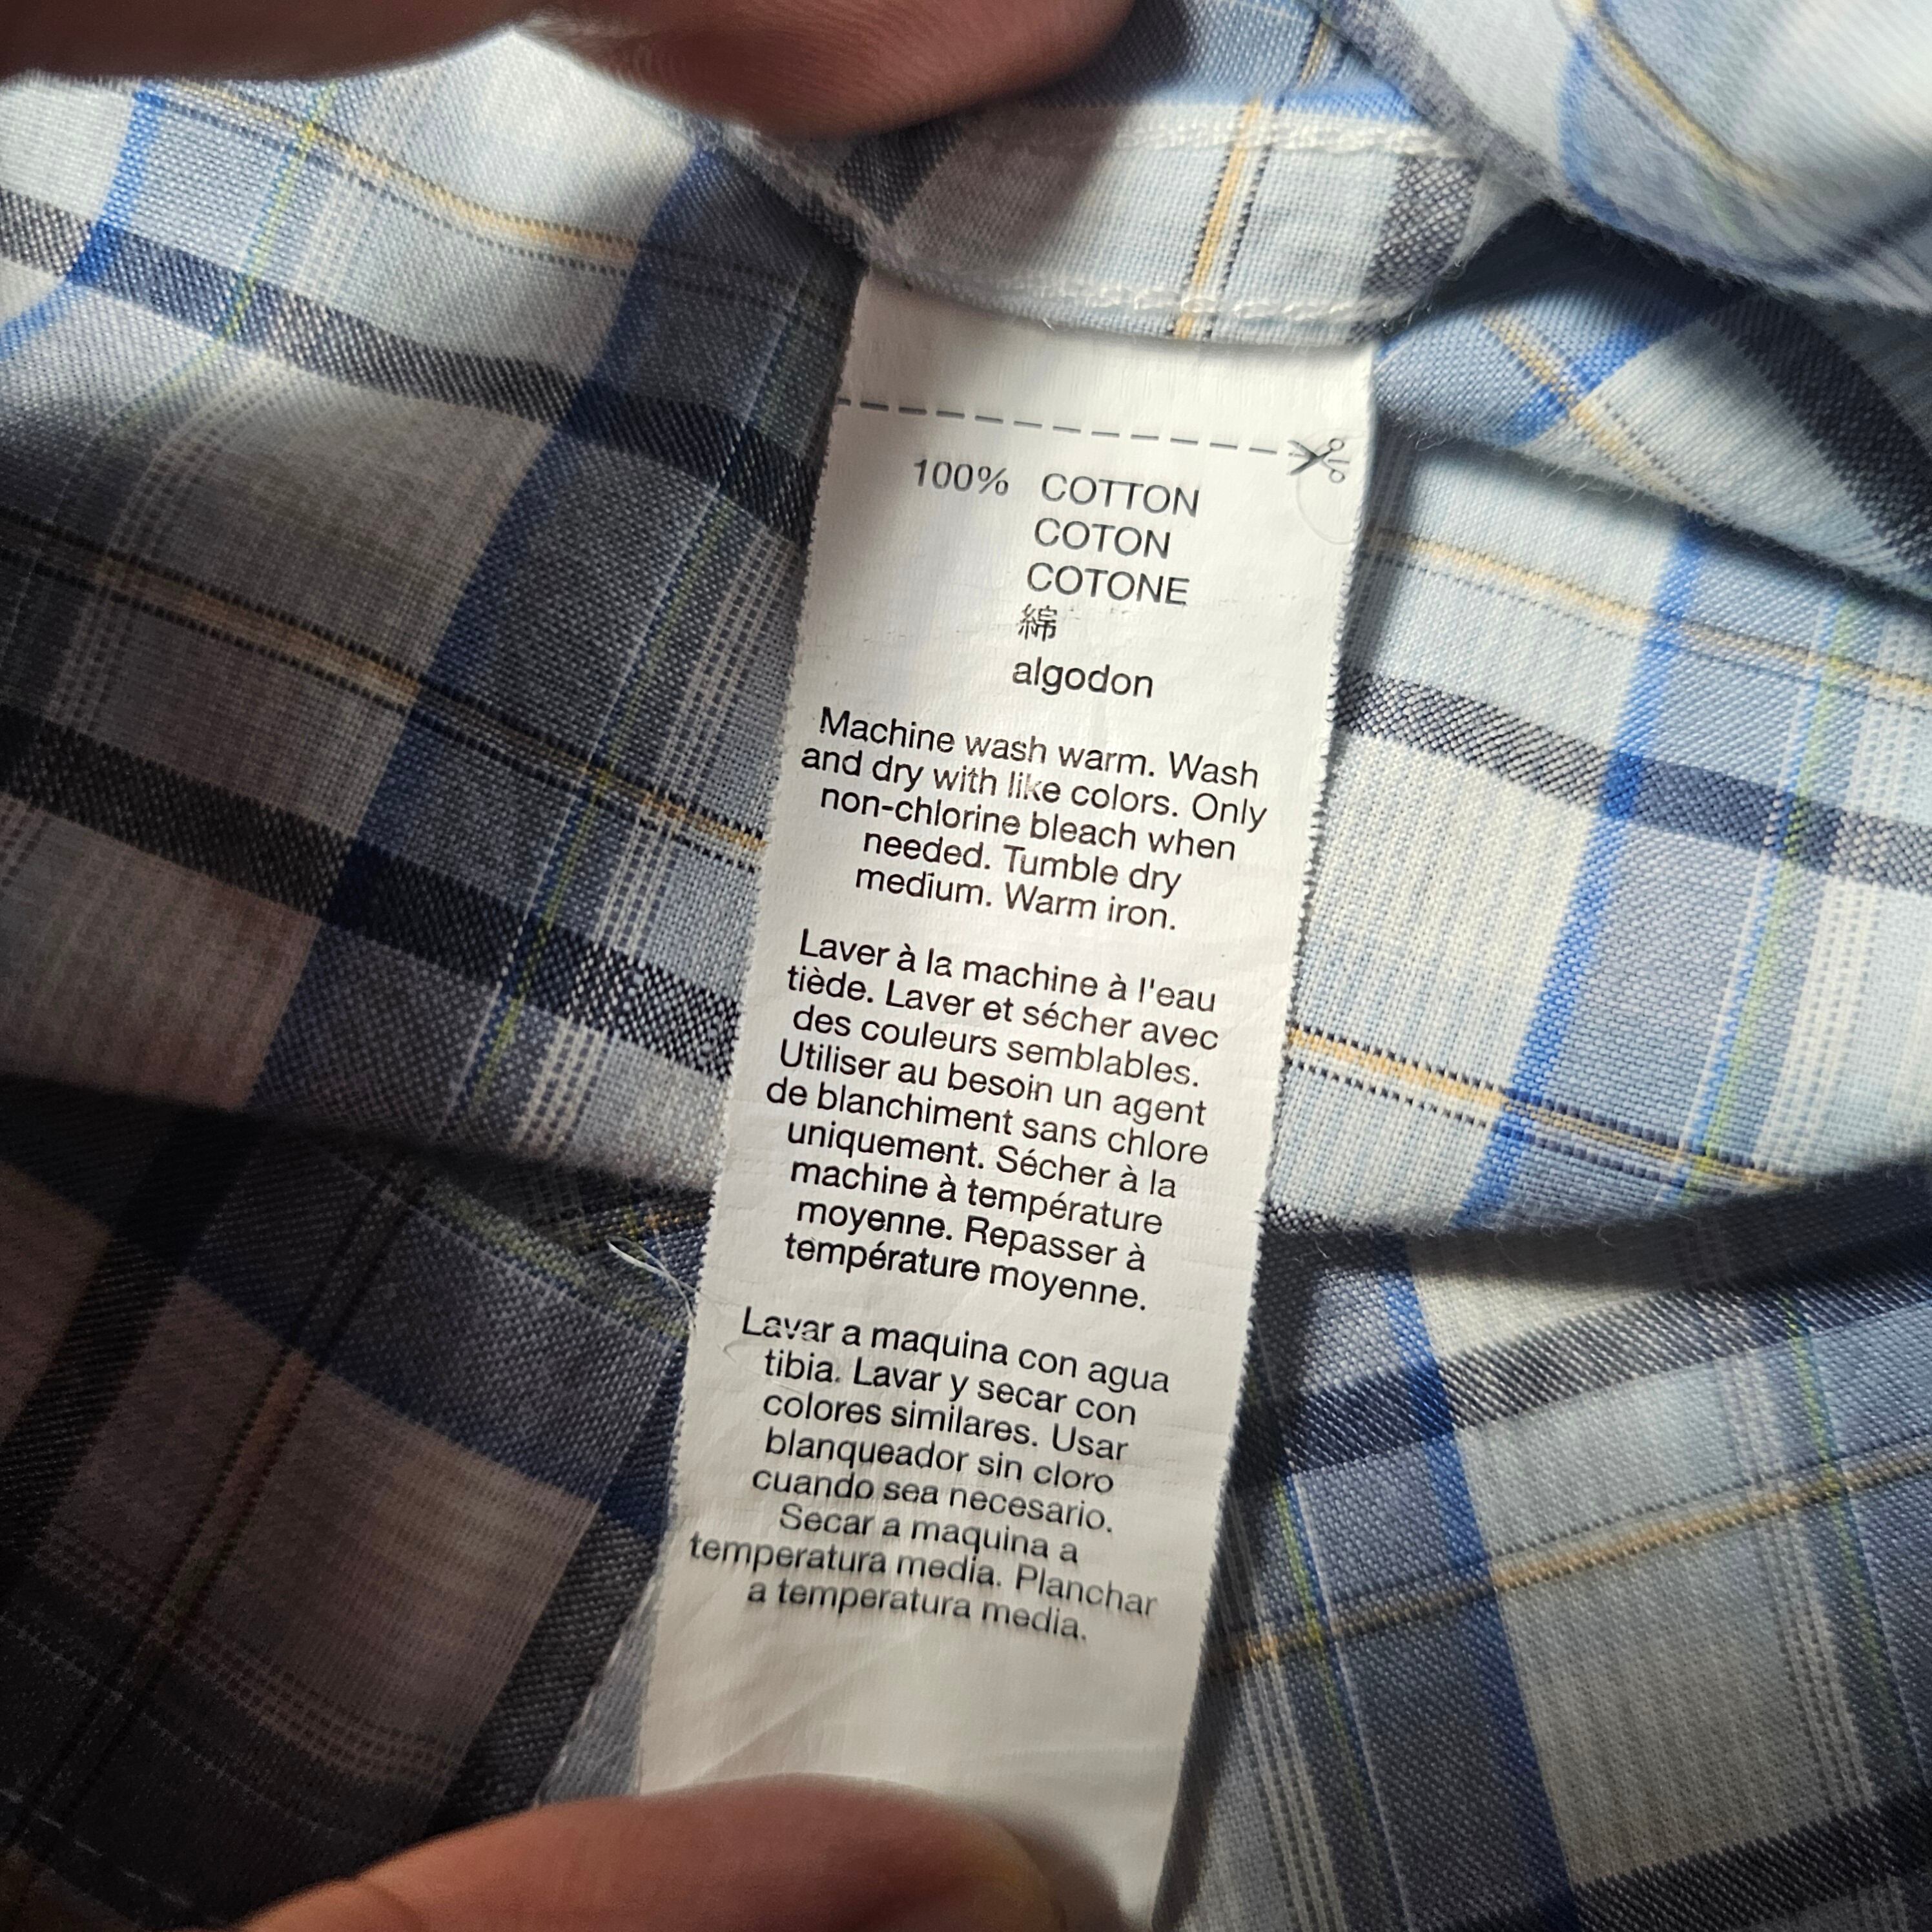 100% COTTON
COTON
COTONE
綿
algodon
Machine wash warm. Wash
and dry with like colors. Only
non-chlorine bleach when
needed. Tumble dry
medium. Warm iron.
Laver à la machine à l'eau
tiède. Laver et sécher avec
des couleurs semblables.
Utiliser au besoin un agent
de blanchiment sans chlore
uniquement. Sécher à la
machine à température
moyenne. Repasser à
température moyenne.
Lavar a maquina con agua
tibia. Lavar y secar con
colores similares. Usar
blanqueador sin cloro
cuando sea necesario.
Secar a maquina a
temperatura media. Planchar
a temperatura media.